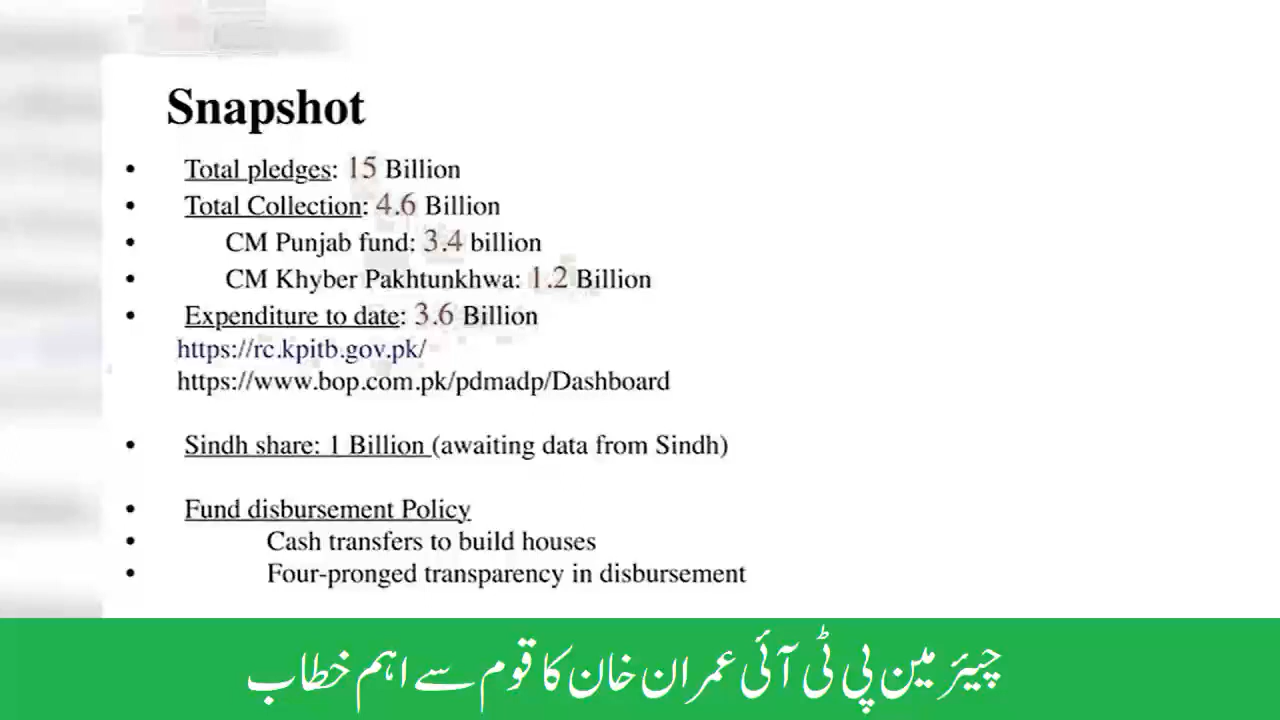 Snapshot
• Total pledges: 15 Billion
• Total Collection: 4.6 Billion
• CM Punjab fund: 3.4 billion
• CM Khyber Pakhtunkhwa: 1.2 Billion
• Expenditure to date: 3.6 Billion
https://rc.kpitb.gov.pk/
https://www.bop.com.pk/pdmadp/Dashboard
• Sindh share: 1 Billion (awaiting data from Sindh)
• Fund disbursement Policy
• Cash transfers to build houses
• Four-pronged transparency in disbursement
چیئر مین پی ٹی آئی عمران خان کا قوم سے اہم خطاب